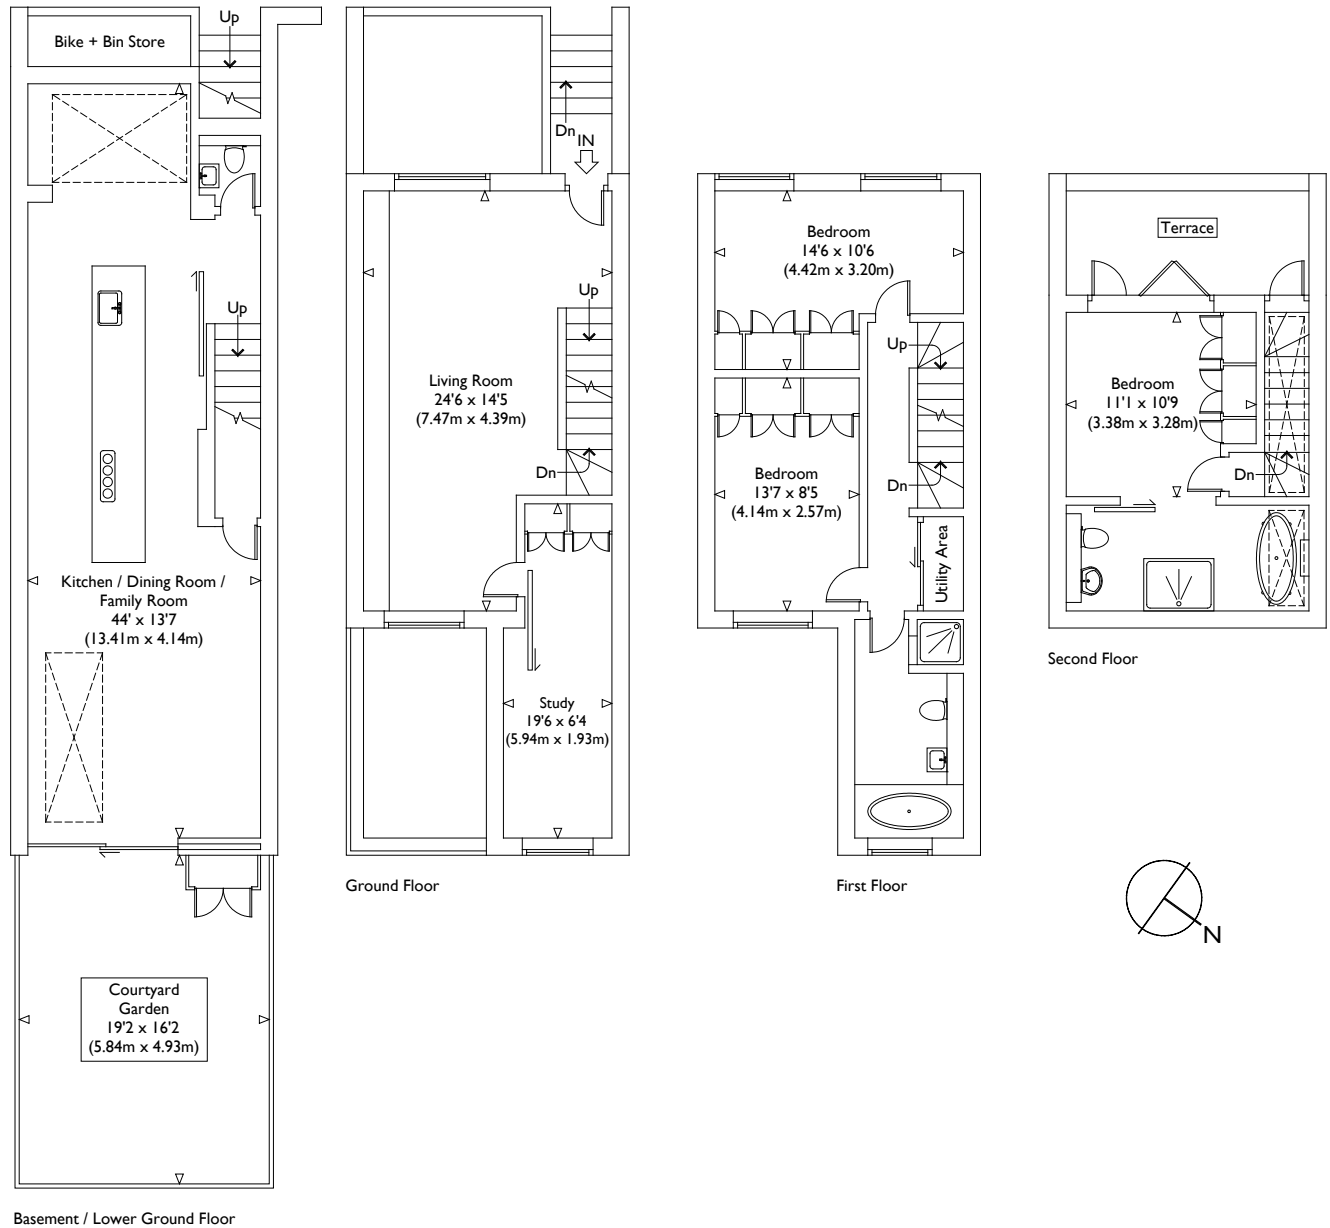 Up
Bike + Bin Store
Up
Kitchen / Dining Room /
Family Room
44' x 13'7
(13.41m x 4.14m)
Courtyard
Garden
19'2 x 16'2
(5.84m x 4.93m)
Basement / Lower Ground Floor
Dn
IN
Up
Living Room
24'6 x 14'5
(7.47m x 4.39m)
Dn
Study
19'6 x 6'4
(5.94m x 1.93m)
Ground Floor
Bedroom
14'6 x 10'6
(4.42m x 3.20m)
Up
Bedroom
13'7 x 8'5
(4.14m x 2.57m)
Dn
Utility Area
First Floor
Terrace
Bedroom
11'1 x 10'9
(3.38m x 3.28m)
Dn
Second Floor
N